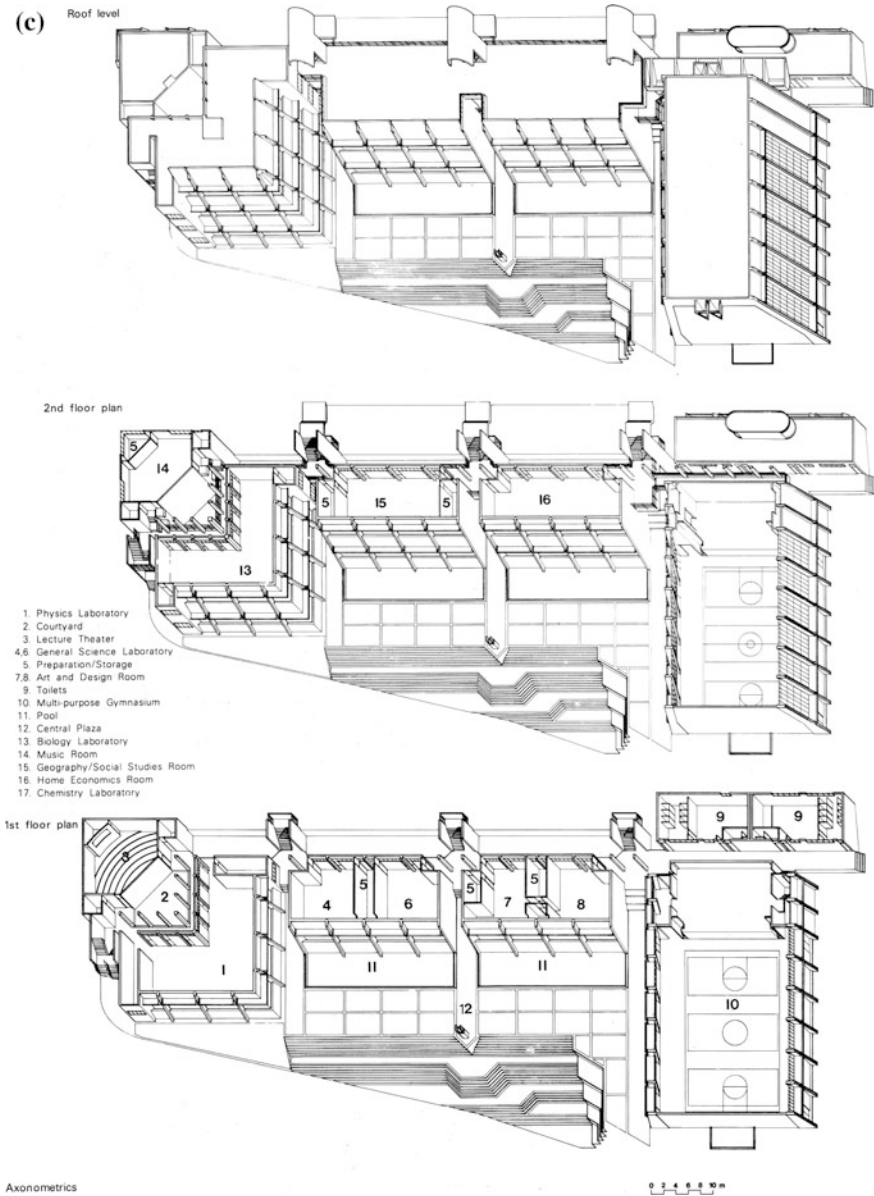 (c)
Roof level
2nd floor plan
5
14
5
15
5
16
13
1. Physics Laboratory
2. Courtyard
3. Lecture Theater
4,6 General Science Laboratory
5. Preparation/Storage
7,8. Art and Design Room
9. Toilets
10. Multi-purpose Gymnasium
11. Pool
12. Central Plaza
13. Biology Laboratory
14. Music Room
15. Geography/Social Studies Room
16. Home Economics Room
17. Chemistry Laboratory
1st floor plan
9 9
3
2
4
5
6
5
7
5
8
1
11
11
12
10
Axonometrics
0 2 4 6 8 10 m